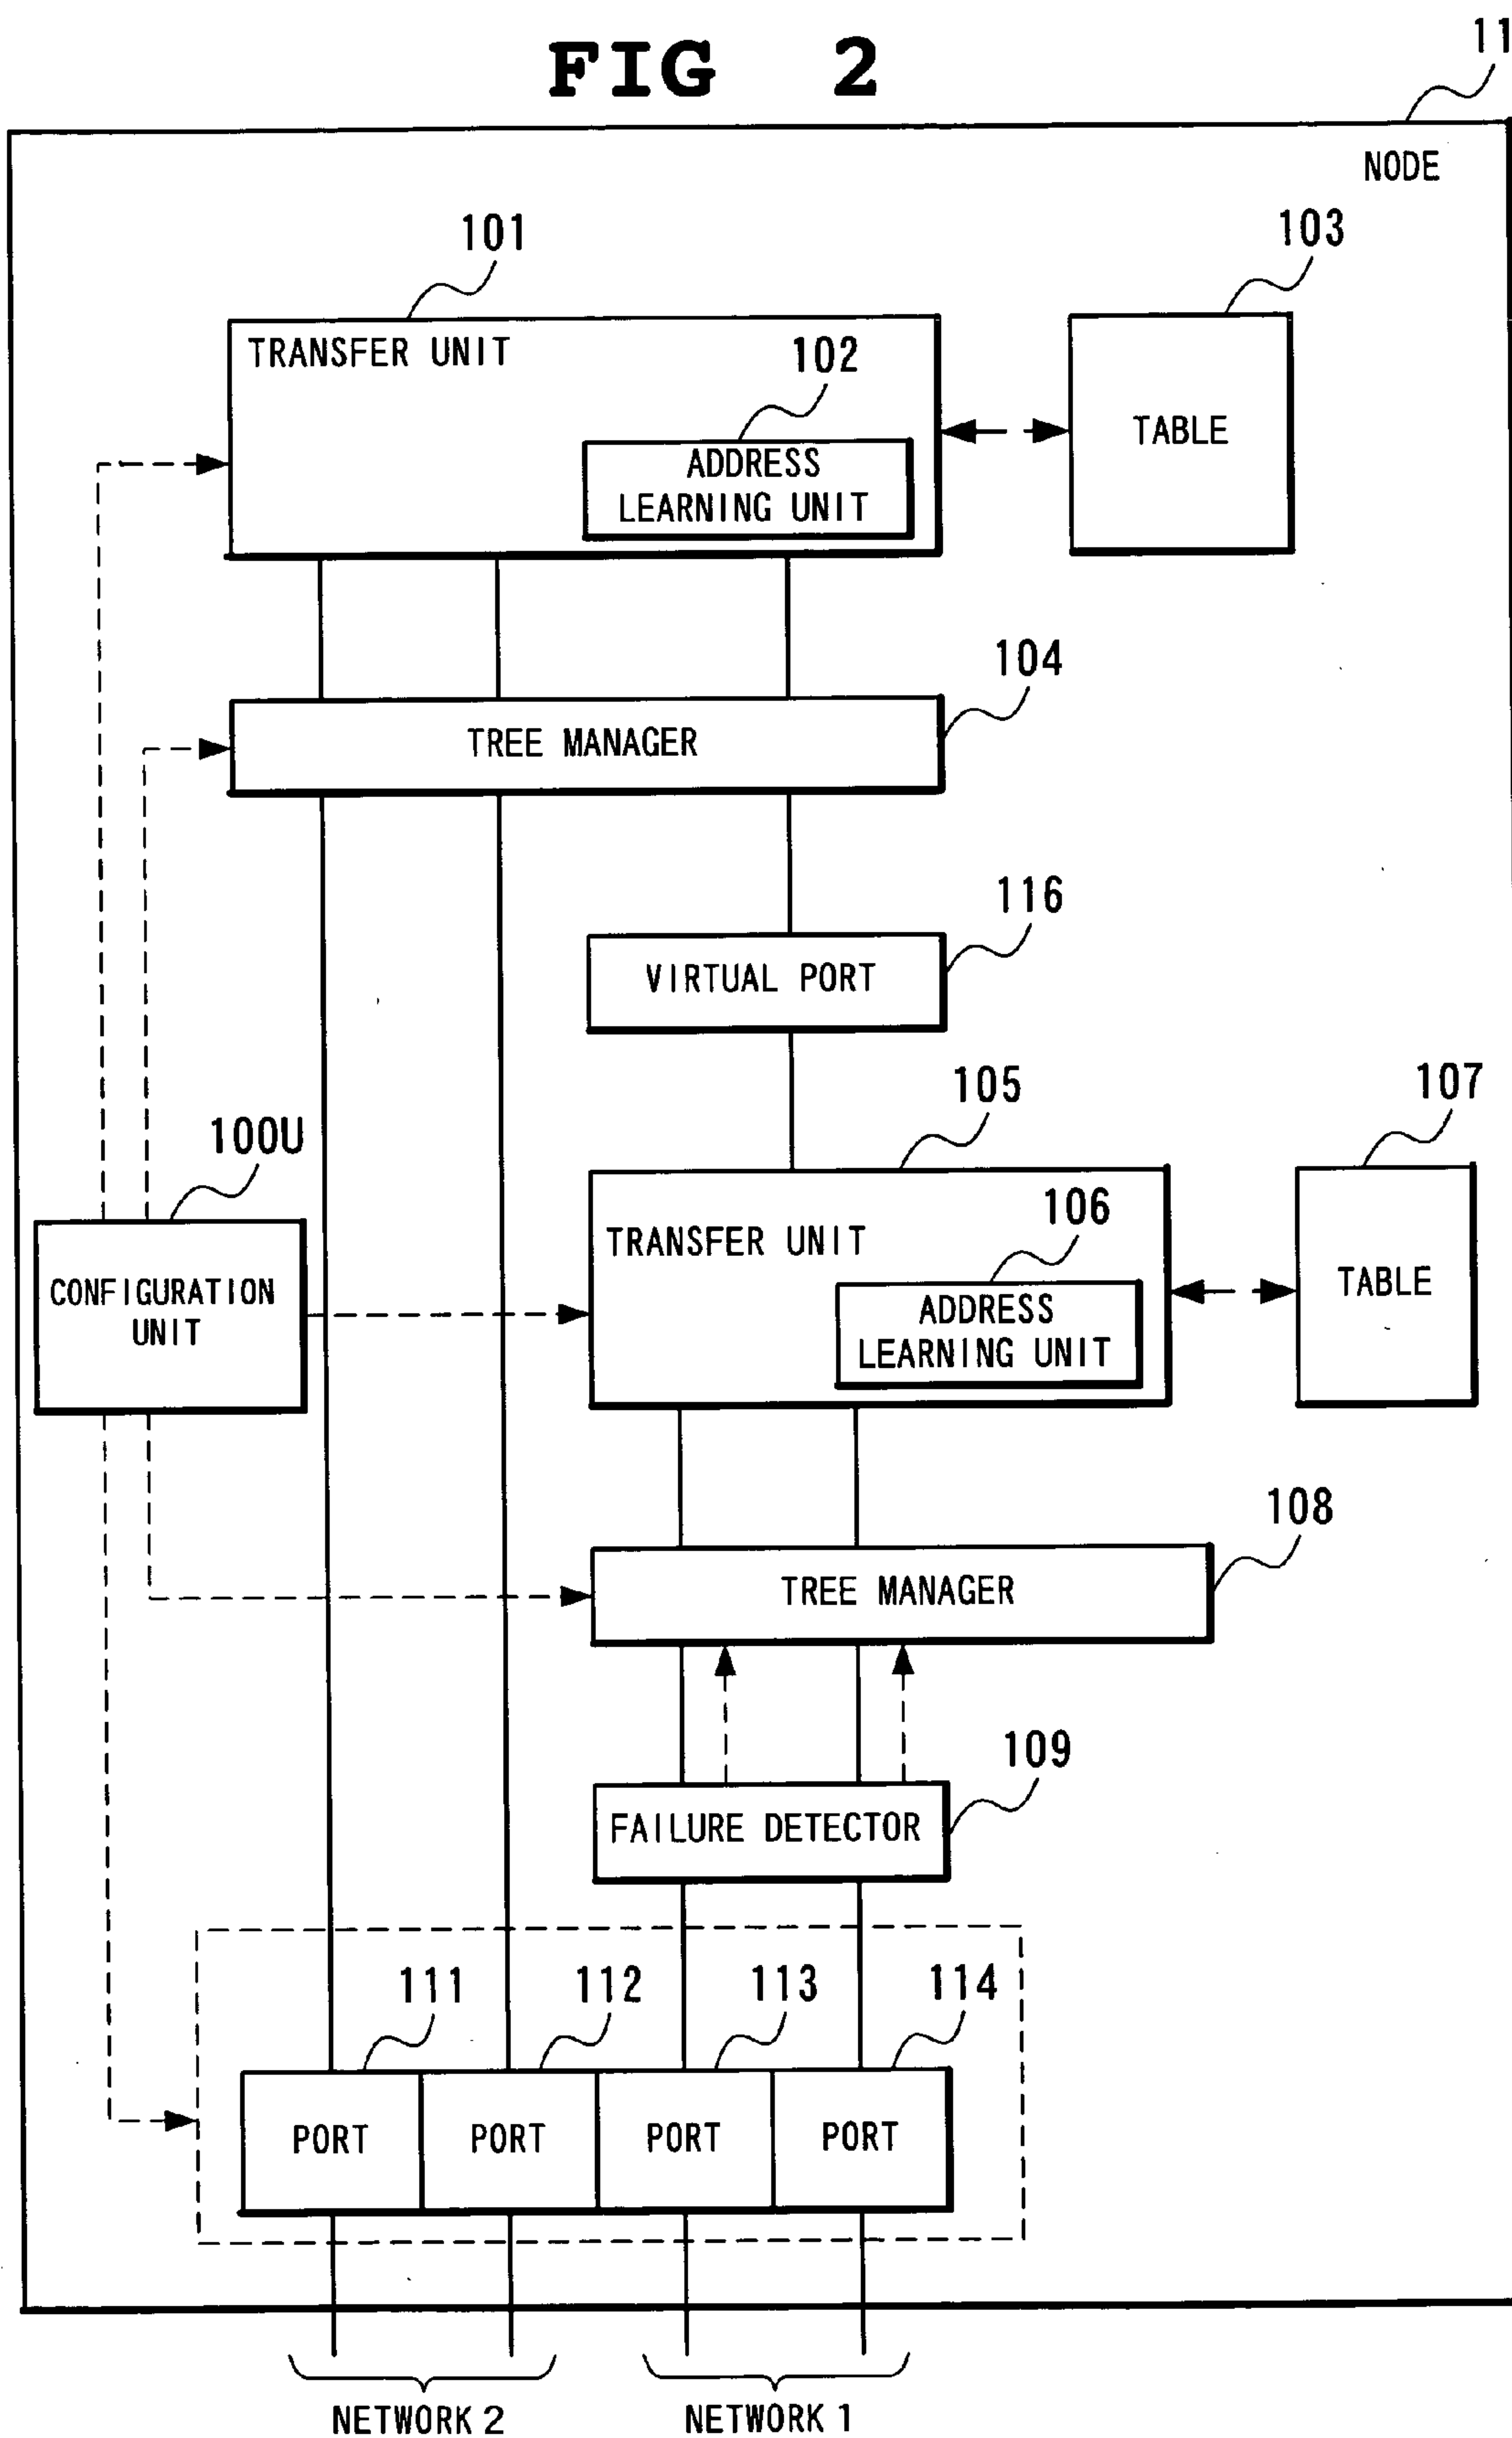 FIG 2
11
NODE
101
103
TRANSFER UNIT
102
TABLE
ADDRESS
LEARNING UNIT
104
TREE MANAGER
116
VIRTUAL PORT
105
107
100U
106
TRANSFER UNIT
CONFIGURATION
UNIT
TABLE
ADDRESS
LEARNING UNIT
108
TREE MANAGER
109
FAILURE DETECTOR
111
112
113
114
PORT
PORT
PORT
PORT
NETWORK 2
NETWORK 1